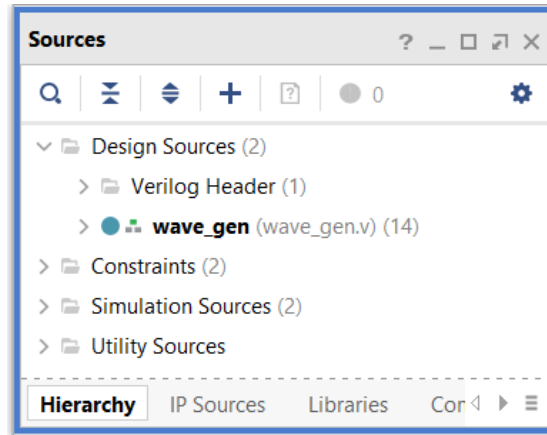 Sources
?
? 0
Design Sources (2)
Verilog Header (1)
wave_gen (wave_gen.v) (14)
Constraints (2)
Simulation Sources (2)
Utility Sources
Hierarchy IP Sources Libraries